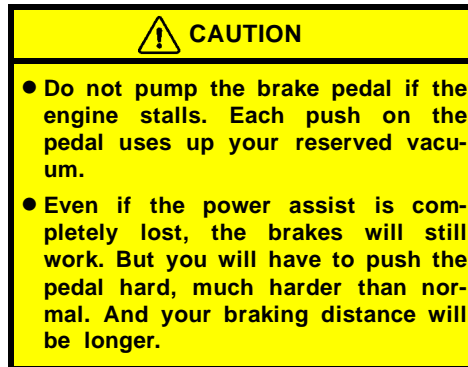 CAUTION
● Do not pump the brake pedal if the
engine stalls. Each push on the
pedal uses up your reserved vacu-
um.
● Even if the power assist is com-
pletely lost, the brakes will still
work. But you will have to push the
pedal hard, much harder than nor-
mal. And your braking distance will
be longer.